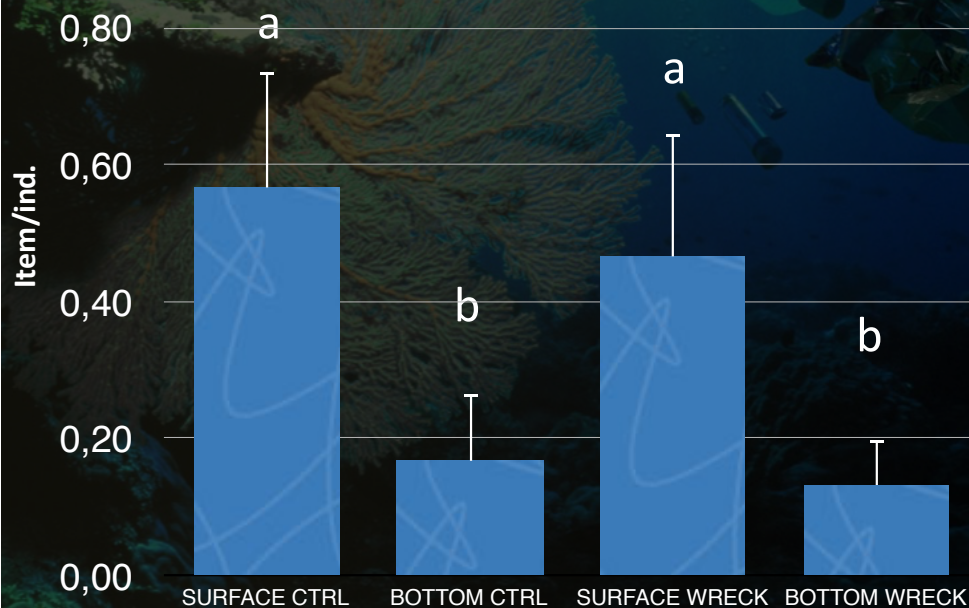 0,80
0,60
0,40
0,20
0,00
Item/ind.
a
b
a
b
SURFACE CTRL
BOTTOM CTRL
SURFACE WRECK
BOTTOM WRECK